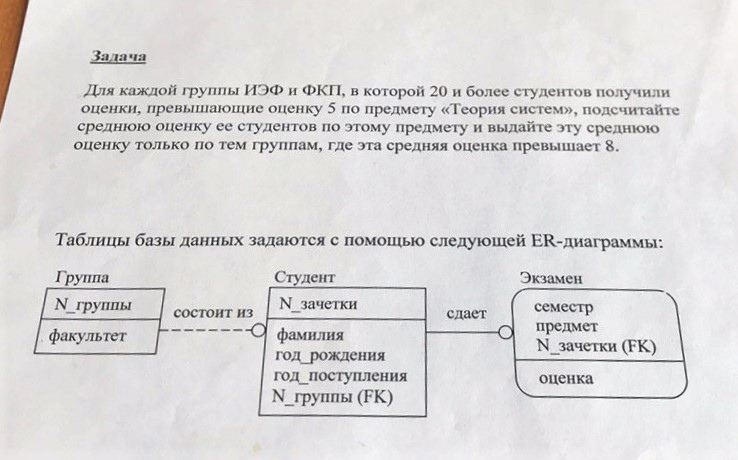 Задача
Для каждой группы ИЭФ и ФКП, в которой 20 и более студентов получили
оценки, превышающие оценку 5 по предмету «Теория систем», подсчитайте
среднюю оценку ее студентов по этому предмету и выдайте эту среднюю
оценку только по тем группам, где эта средняя оценка превышает 8.
Таблицы базы данных задаются с помощью следующей ER-диаграммы:
Группа
N_группы
факультет
состоит из
Студент
N_зачетки
фамилия
год_рождения
год_поступления
N_группы (FK)
сдает
Экзамен
семестр
предмет
N_зачетки (FK)
оценка